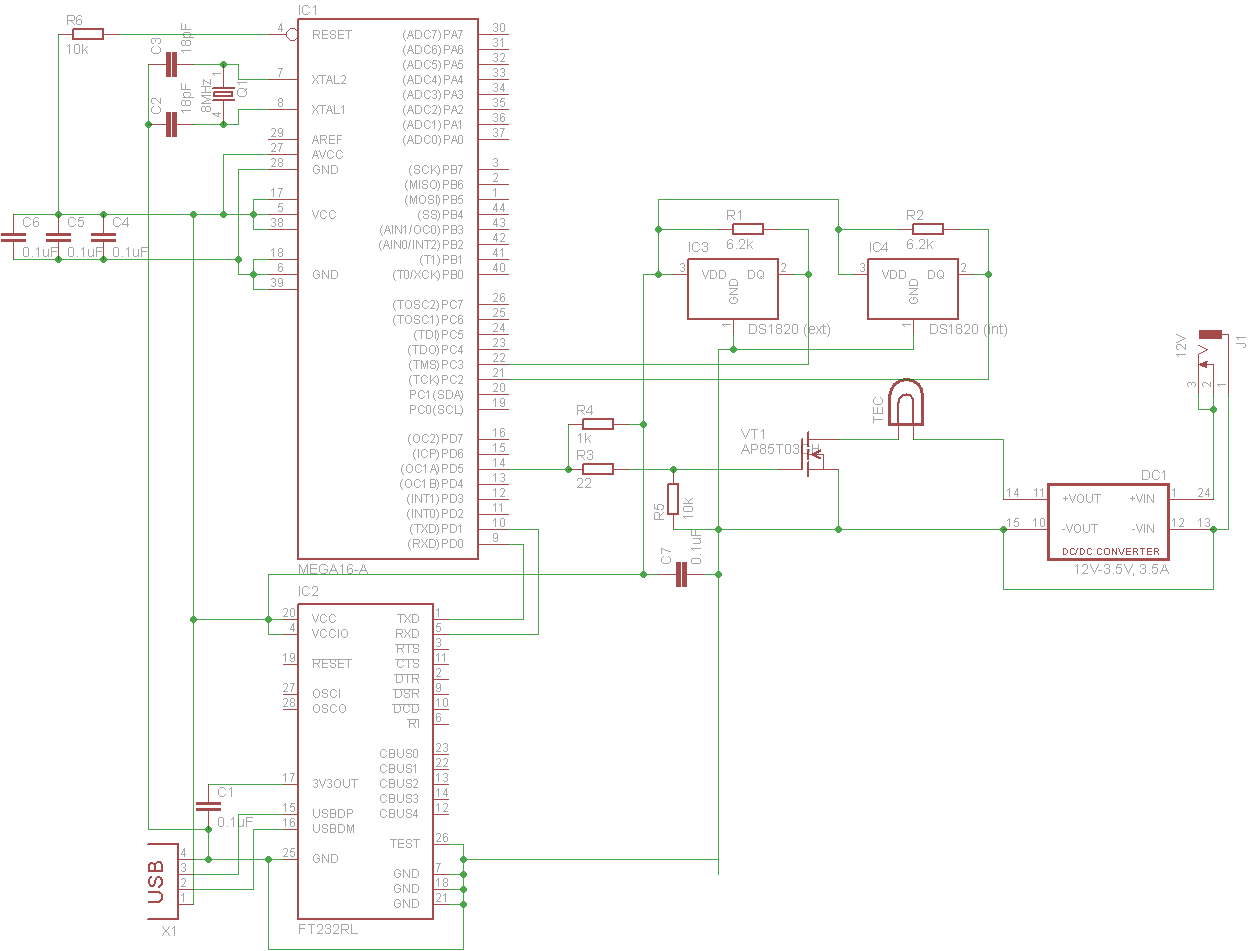 IC1
R6
10k
4 RESET
C3
18pF
7 XTAL2
8MHz
1
4
Q1
C2
18pF
8 XTAL1
29 AREF
27 AVCC
28 GND
17
5 VCC
38
18
6 GND
39
C6
0.1uF
C5
0.1uF
C4
0.1uF
(ADC7)PA7 30
(ADC6)PA6 31
(ADC5)PA5 32
(ADC4)PA4 33
(ADC3)PA3 34
(ADC2)PA2 35
(ADC1)PA1 36
(ADC0)PA0 37
(SCK)PB7 3
(MISO)PB6 2
(MOSI)PB5 1
(SS)PB4 44
(AIN1/OC0)PB3 43
(AIN0/INT2)PB2 42
(T1)PB1 41
(T0/XCK)PB0 40
(TOSC2)PC7 26
(TOSC1)PC6 25
(TDI)PC5 24
(TDO)PC4 23
(TMS)PC3 22
(TCK)PC2 21
PC1(SDA) 20
PC0(SCL) 19
(OC2)PD7 16
(ICP)PD6 15
(OC1A)PD5 14
(OC1B)PD4 13
(INT1)PD3 12
(INT0)PD2 11
(TXD)PD1 10
(RXD)PD0 9
MEGA16-A
R1
6.2k
IC3
3 VDD DQ 2
GND
1
DS1820 (ext)
R2
6.2k
IC4
3 VDD DQ 2
GND
1
DS1820 (int)
R4
1k
R3
22
R5
10k
C7
0.1uF
VT1
AP85T03GH
TEC
12V
J1
3
2
1
DC1
14 11 +VOUT +VIN 1 24
15 10 -VOUT -VIN 12 13
DC/DC CONVERTER
12V-3.5V, 3.5A
IC2
20 VCC
4 VCCIO
19 RESET
27 OSCI
28 OSCO
17 3V3OUT
15 USBDP
16 USBDM
25 GND
TXD 1
RXD 5
RTS 3
CTS 11
DTR 2
DSR 9
DCD 10
RI 6
CBUS0 23
CBUS1 22
CBUS2 13
CBUS3 14
CBUS4 12
TEST 26
GND 7
GND 18
GND 21
FT232RL
C1
0.1uF
USB
4
3
2
1
X1